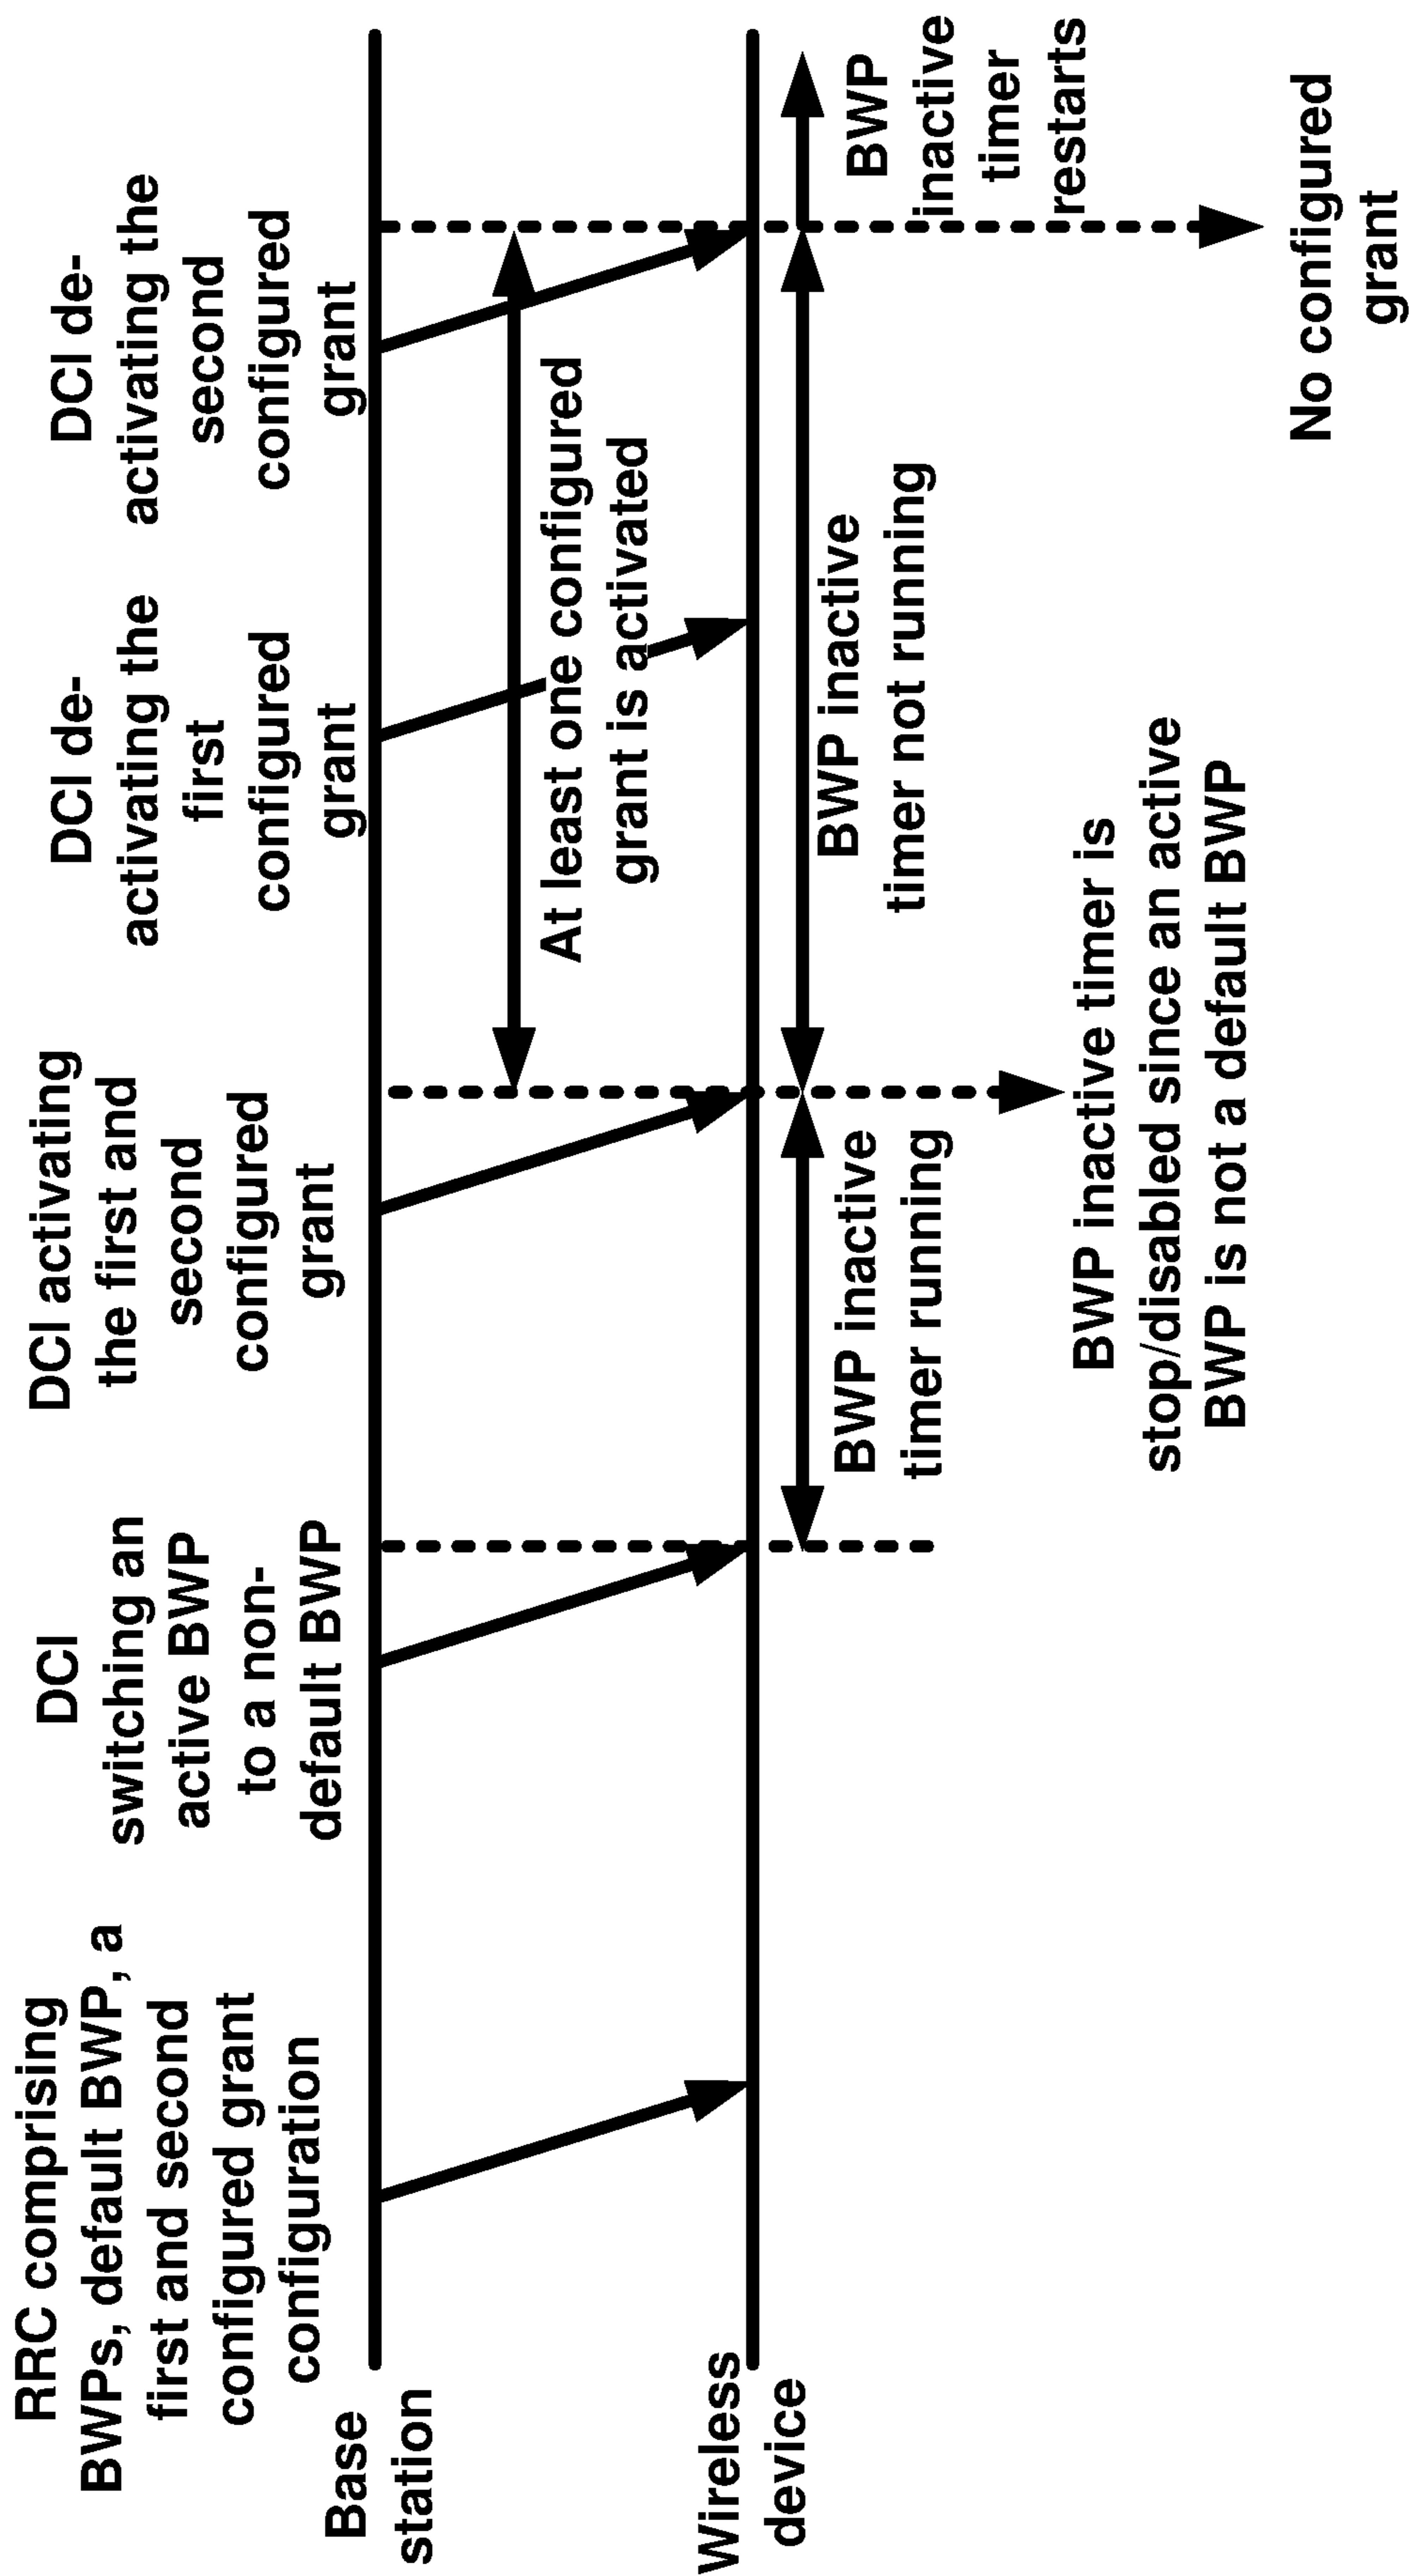 RRC comprising
BWPs, default BWP, a
first and second
configured grant
configuration
DCI
switching an
active BWP
to a non-
default BWP
DCI activating
the first and
second
configured
grant
DCI de-
activating the
first
configured
grant
DCI de-
activating the
second
configured
grant
Base
station
At least one configured
grant is activated
Wireless
device
BWP inactive
timer running
BWP inactive
timer not running
BWP
inactive
timer
restarts
BWP inactive timer is
stop/disabled since an active
BWP is not a default BWP
No configured
grant